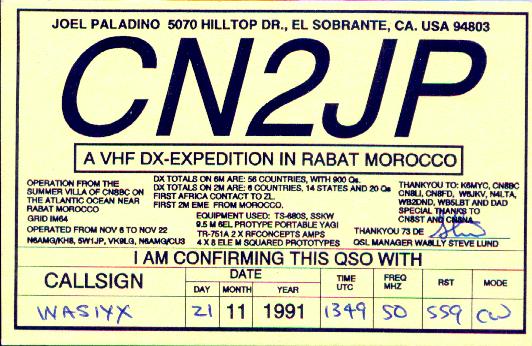 JOEL PALADINO 5070 HILLTOP DR., EL SOBRANTE, CA. USA 94803
CN2JP
A VHF DX-EXPEDITION IN RABAT MOROCCO
OPERATION FROM THE
SUMMER VILLA OF CN8BC ON
THE ATLANTIC OCEAN NEAR
RABAT MOROCCO
GRID IM64
OPERATED FROM NOV 6 TO NOV 22
N6AMG/KH8, 5W1JP, VK9LG, N6AMG/CU3
DX TOTALS ON 6M ARE: 56 COUNTRIES, WITH 900 Qs.
DX TOTALS ON 2M ARE: 6 COUNTRIES, 14 STATES AND 20 Qs
FIRST AFRICA CONTACT TO ZL.
FIRST 2M EME FROM MOROCCO.
EQUIPMENT USED: TS-680S, SSKW
9.5 M 6EL PROTYPE PORTABLE YAGI
TR-751A 2 X RFCONCEPTS AMPS
4 X 8 ELE M SQUARED PROTOTYPES
THANKYOU TO: K6MYC, CN8BC
CN8LI, CN8FD, W6JKV, N4LTA,
WB2DND, WB5LBT AND DAD
SPECIAL THANKS TO
CN8ST AND CN8NA
THANKYOU 73 DE
QSL MANAGER WA8LLY STEVE LUND
I AM CONFIRMING THIS QSO WITH
CALLSIGN DATE TIME UTC FREQ MHZ RST MODE
DAY MONTH YEAR
WA5IYX 21 11 1991 1349 50 559 CW